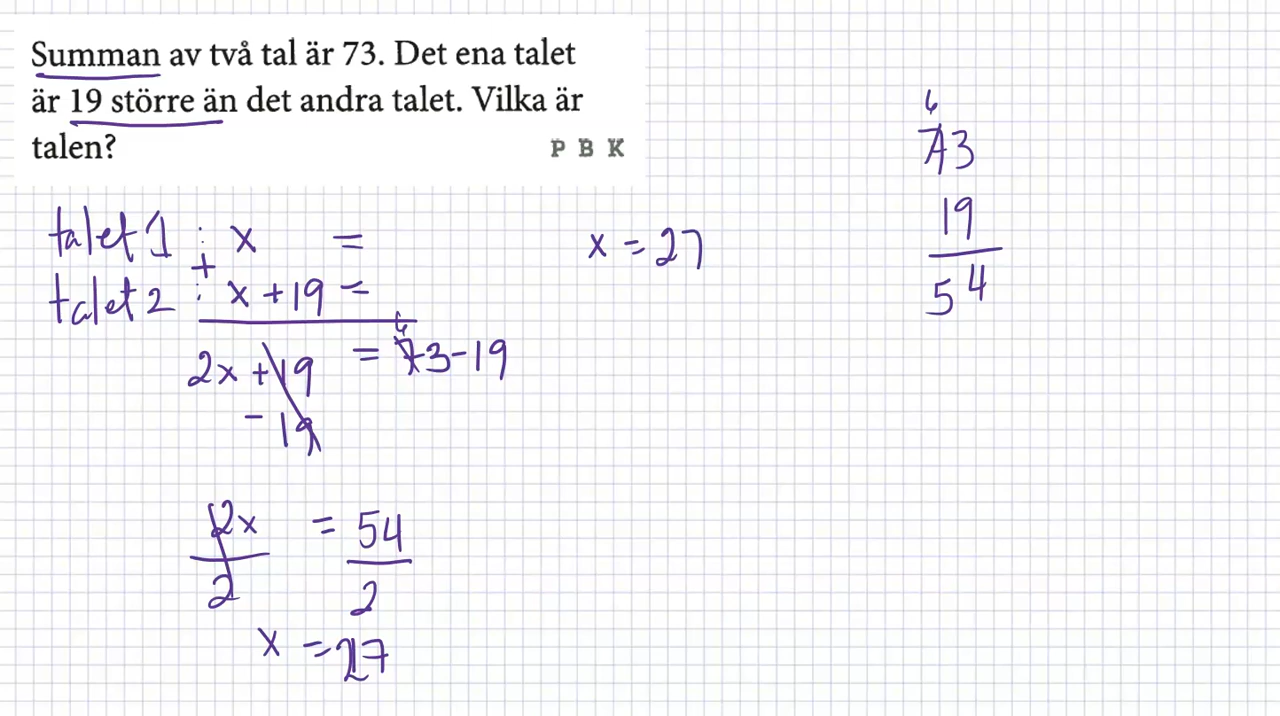 Summan av två tal är 73. Det ena talet
är 19 större än det andra talet. Vilka är
talen?
P B K
talet 1 : x =
+
talet 2 : x + 19 =
6
2x + 19 = 73 - 19
- 19
2x = 54
2 2
x = 27
x = 27
6
73
19
54